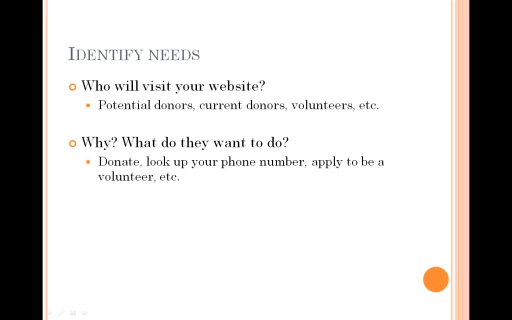 IDENTIFY NEEDS
Who will visit your website?
Potential donors, current donors, volunteers, etc.
Why? What do they want to do?
Donate, look up your phone number, apply to be a
volunteer, etc.